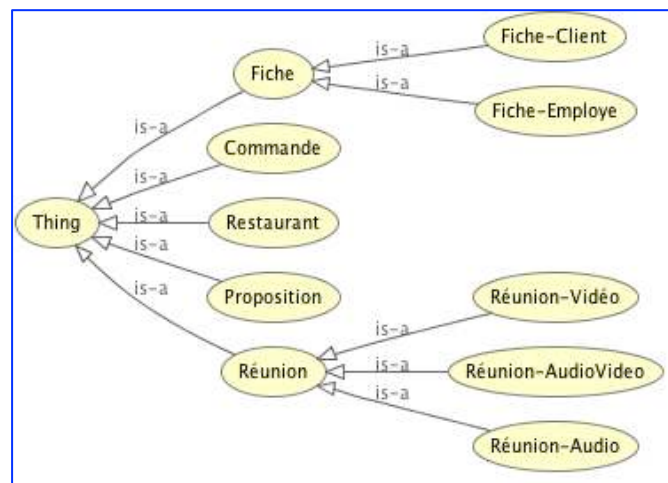 Fiche-Client
is-a
Fiche
is-a
Fiche-Employe
is-a
Commande
is-a
Thing
is-a
Restaurant
is-a
Proposition
is-a
Réunion-Vidéo
is-a
Réunion
is-a
Réunion-AudioVideo
is-a
Réunion-Audio